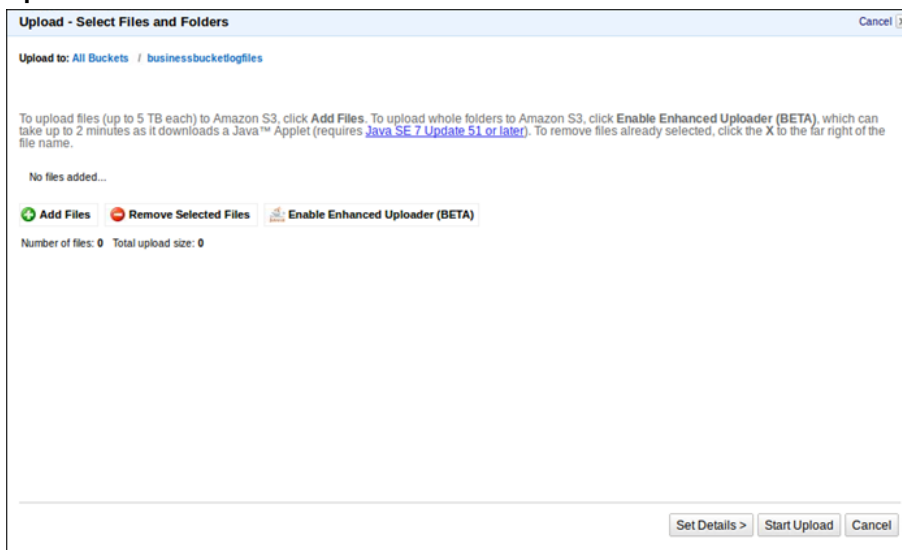 Upload - Select Files and Folders
Cancel
Upload to: All Buckets / businessbucketlogfiles
To upload files (up to 5 TB each) to Amazon S3, click Add Files. To upload whole folders to Amazon S3, click Enable Enhanced Uploader (BETA), which can
take up to 2 minutes as it downloads a Java™ Applet (requires Java SE 7 Update 51 or later). To remove files already selected, click the X to the far right of the
file name.
No files added...
Add Files Remove Selected Files Enable Enhanced Uploader (BETA)
Number of files: 0 Total upload size: 0
Set Details > Start Upload Cancel